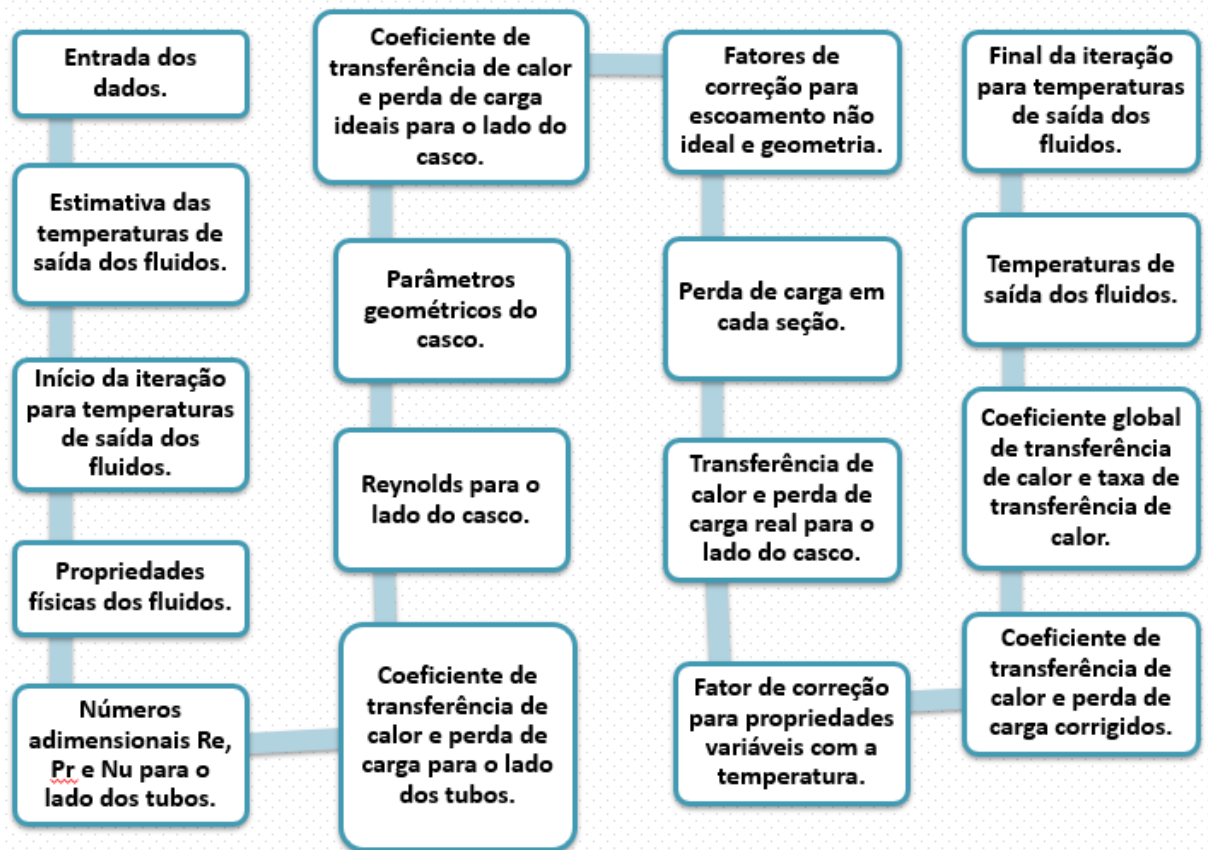 Entrada dos
dados.
Estimativa das
temperaturas de
saída dos fluidos.
Início da iteração
para temperaturas
de saída dos
fluidos.
Propriedades
físicas dos fluidos.
Números
adimensionais Re,
Pr e Nu para o
lado dos tubos.
Coeficiente de
transferência de
calor e perda de
carga para o lado
dos tubos.
Reynolds para o
lado do casco.
Parâmetros
geométricos do
casco.
Coeficiente de
transferência de calor
e perda de carga
ideais para o lado do
casco.
Fatores de
correção para
escoamento não
ideal e geometria.
Perda de carga em
cada seção.
Transferência de
calor e perda de
carga real para o
lado do casco.
Fator de correção
para propriedades
variáveis com a
temperatura.
Coeficiente de
transferência de
calor e perda de
carga corrigidos.
Coeficiente global
de transferência
de calor e taxa de
transferência de
calor.
Temperaturas de
saída dos fluidos.
Final da iteração
para temperaturas
de saída dos
fluidos.